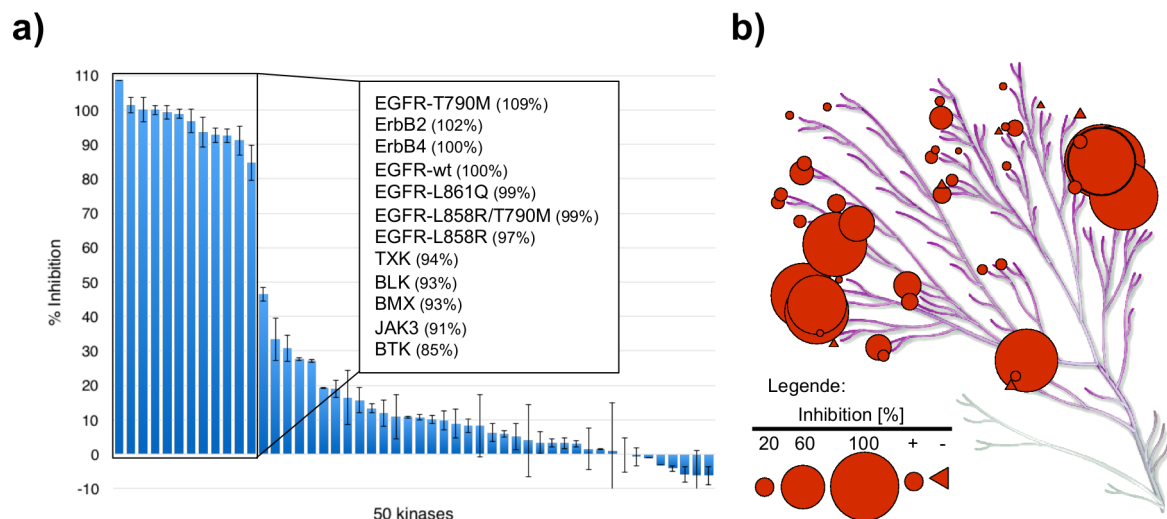 a)
% Inhibition
110
100
90
80
70
60
50
40
30
20
10
0
-10
50 kinases
EGFR-T790M (109%)
ErbB2 (102%)
ErbB4 (100%)
EGFR-wt (100%)
EGFR-L861Q (99%)
EGFR-L858R/T790M (99%)
EGFR-L858R (97%)
TXK (94%)
BLK (93%)
BMX (93%)
JAK3 (91%)
BTK (85%)
b)
Legende:
Inhibition [%]
20 60 100 + -